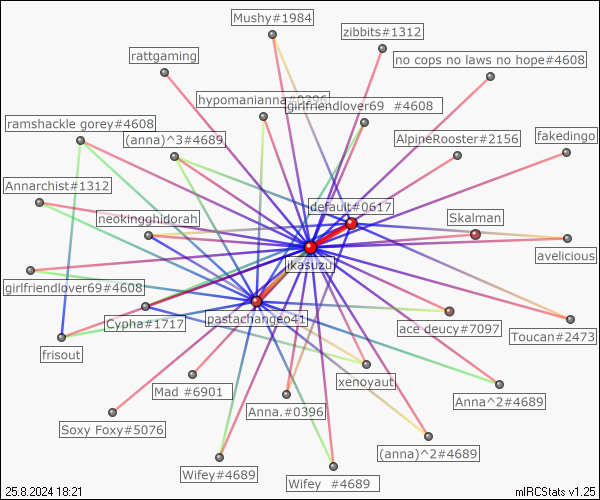 Mushy#1984
zibbits#1312
rattgaming
no cops no laws no hope#4608
hypomanianna#0396
girlfriendlover69 #4608
ramshackle gorey#4608
(anna)^3#4689
AlpineRooster#2156
fakedingo
Annarchist#1312
default#0617
neokingghidorah
Skalman
jikasuzu
avelicious
girlfriendlover69#4608
Cypha#1717
pastachangeo41
ace deucy#7097
Toucan#2473
frisout
Mad #6901
xenoyaut
Anna.#0396
Anna^2#4689
Soxy Foxy#5076
(anna)^2#4689
Wifey#4689
Wifey #4689
25.8.2024 18:21
mIRCStats v1.25